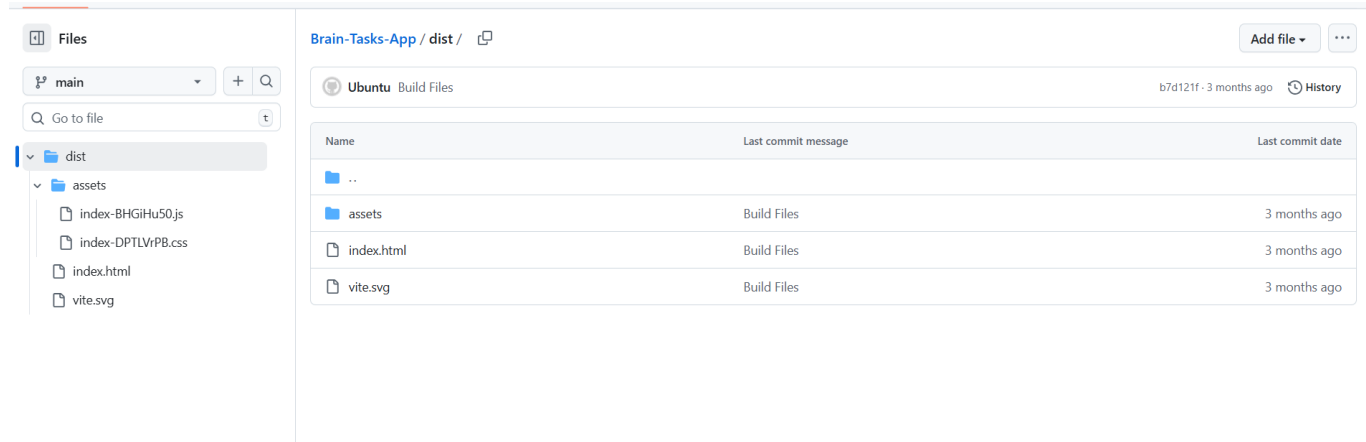 Files
main
Go to file
t
dist
assets
index-BHGiHu50.js
index-DPTLVrPB.css
index.html
vite.svg
Brain-Tasks-App / dist /
Add file
Ubuntu Build Files
b7d121f · 3 months ago
History
Name Last commit message Last commit date
..
assets Build Files 3 months ago
index.html Build Files 3 months ago
vite.svg Build Files 3 months ago